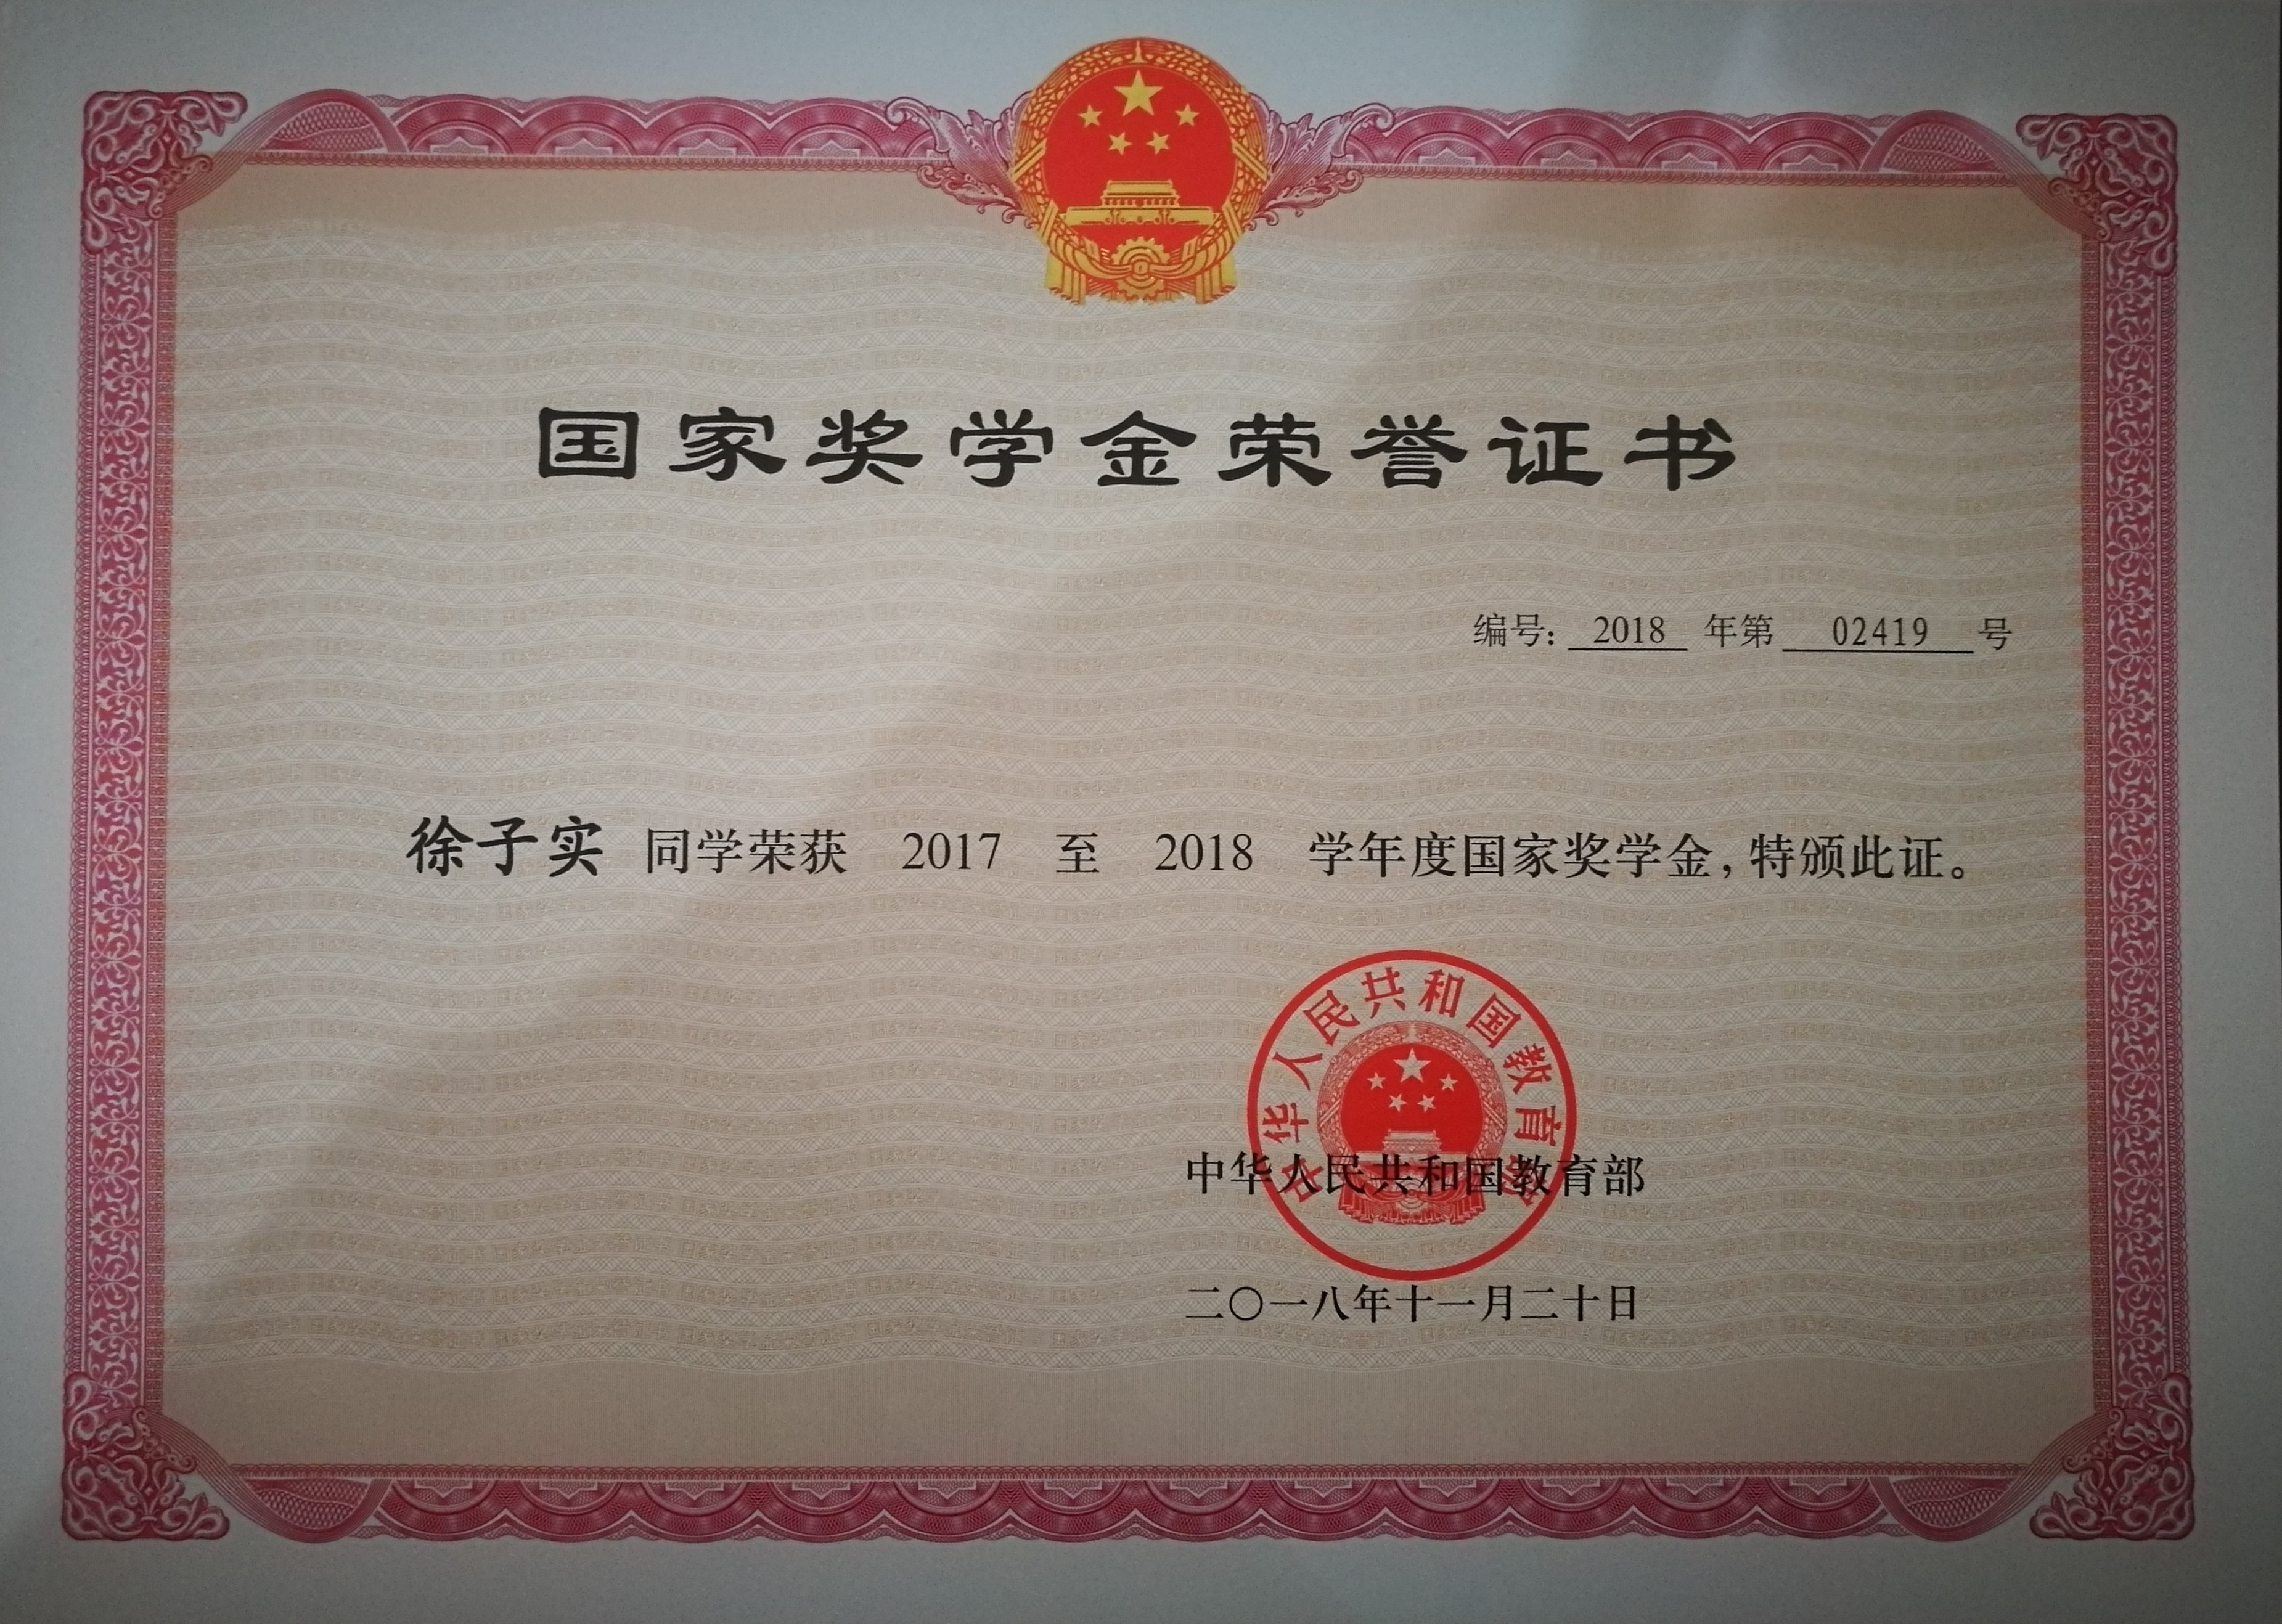 国家奖学金荣誉证书
编号: 2018 年第 02419 号
徐子实 同学荣获 2017 至 2018 学年度国家奖学金,特颁此证。
中华人民共和国教育部
中华人民共和国教育部
二〇一八年十一月二十日